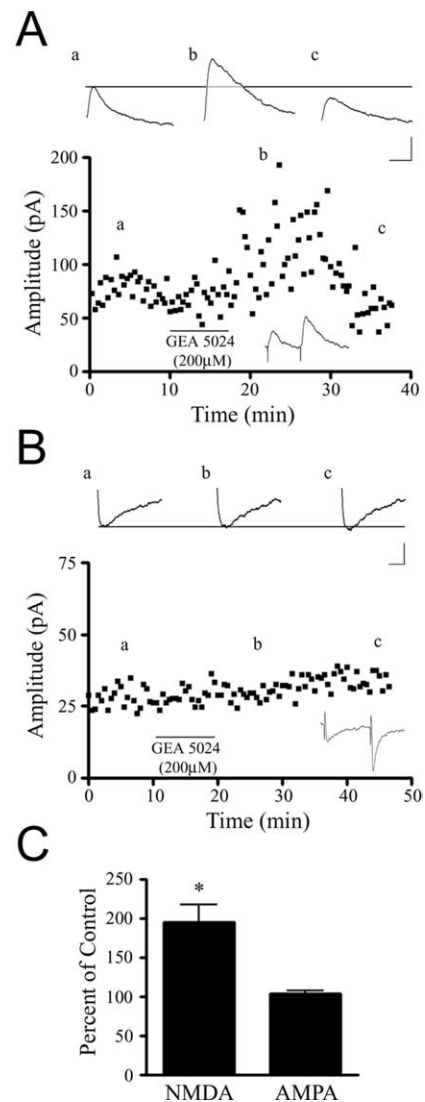 A
a b c
200
150
100
50
0
Amplitude (pA)
a
b
c
GEA 5024
(200μM)
0 10 20 30 40
Time (min)
B
a b c
75
50
25
0
Amplitude (pA)
a b c
GEA 5024
(200μM)
0 10 20 30 40 50
Time (min)
C
250
200
150
100
50
0
Percent of Control
*
NMDA AMPA